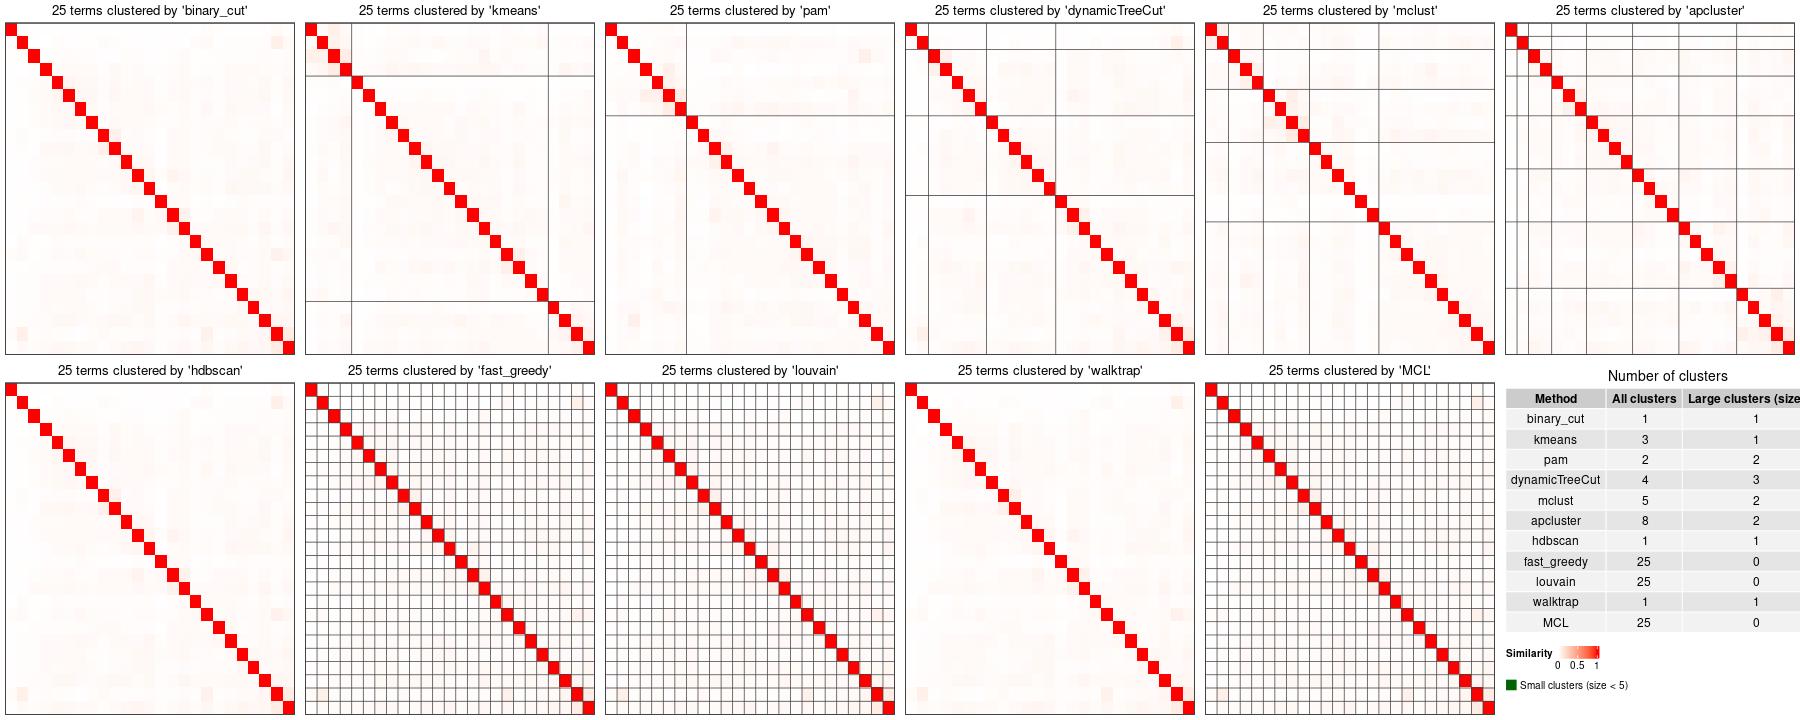 25 terms clustered by 'binary_cut'
25 terms clustered by 'kmeans'
25 terms clustered by 'pam'
25 terms clustered by 'dynamicTreeCut'
25 terms clustered by 'mclust'
25 terms clustered by 'apcluster'
25 terms clustered by 'hdbscan'
25 terms clustered by 'fast_greedy'
25 terms clustered by 'louvain'
25 terms clustered by 'walktrap'
25 terms clustered by 'MCL'
Number of clusters
Method All clusters Large clusters (size
binary_cut 1 1
kmeans 3 1
pam 2 2
dynamicTreeCut 4 3
mclust 5 2
apcluster 8 2
hdbscan 1 1
fast_greedy 25 0
louvain 25 0
walktrap 1 1
MCL 25 0
Similarity
0 0.5 1
Small clusters (size < 5)